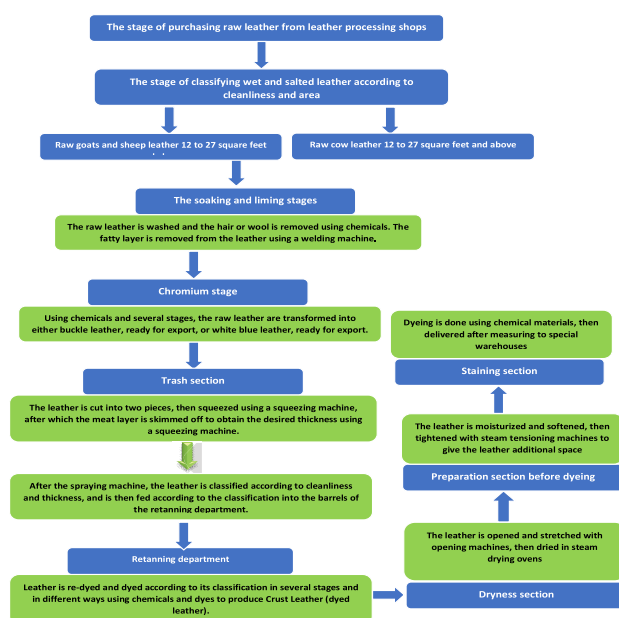 The stage of purchasing raw leather from leather processing shops
The stage of classifying wet and salted leather according to
cleanliness and area
Raw goats and sheep leather 12 to 27 square feet
Raw cow leather 12 to 27 square feet and above
The soaking and liming stages
The raw leather is washed and the hair or wool is removed using chemicals. The
fatty layer is removed from the leather using a welding machine.
Chromium stage
Using chemicals and several stages, the raw leather are transformed into
either buckle leather, ready for export, or white blue leather, ready for export.
Trash section
The leather is cut into two pieces, then squeezed using a squeezing machine,
after which the meat layer is skimmed off to obtain the desired thickness using
a squeezing machine.
After the spraying machine, the leather is classified according to cleanliness
and thickness, and is then fed according to the classification into the barrels of
the retanning department.
Retanning department
Leather is re-dyed and dyed according to its classification in several stages and
in different ways using chemicals and dyes to produce Crust Leather (dyed
leather).
Dyeing is done using chemical materials, then
delivered after measuring to special
warehouses
Staining section
The leather is moisturized and softened, then
tightened with steam tensioning machines to
give the leather additional space
Preparation section before dyeing
The leather is opened and stretched with
opening machines, then dried in steam
drying ovens
Dryness section